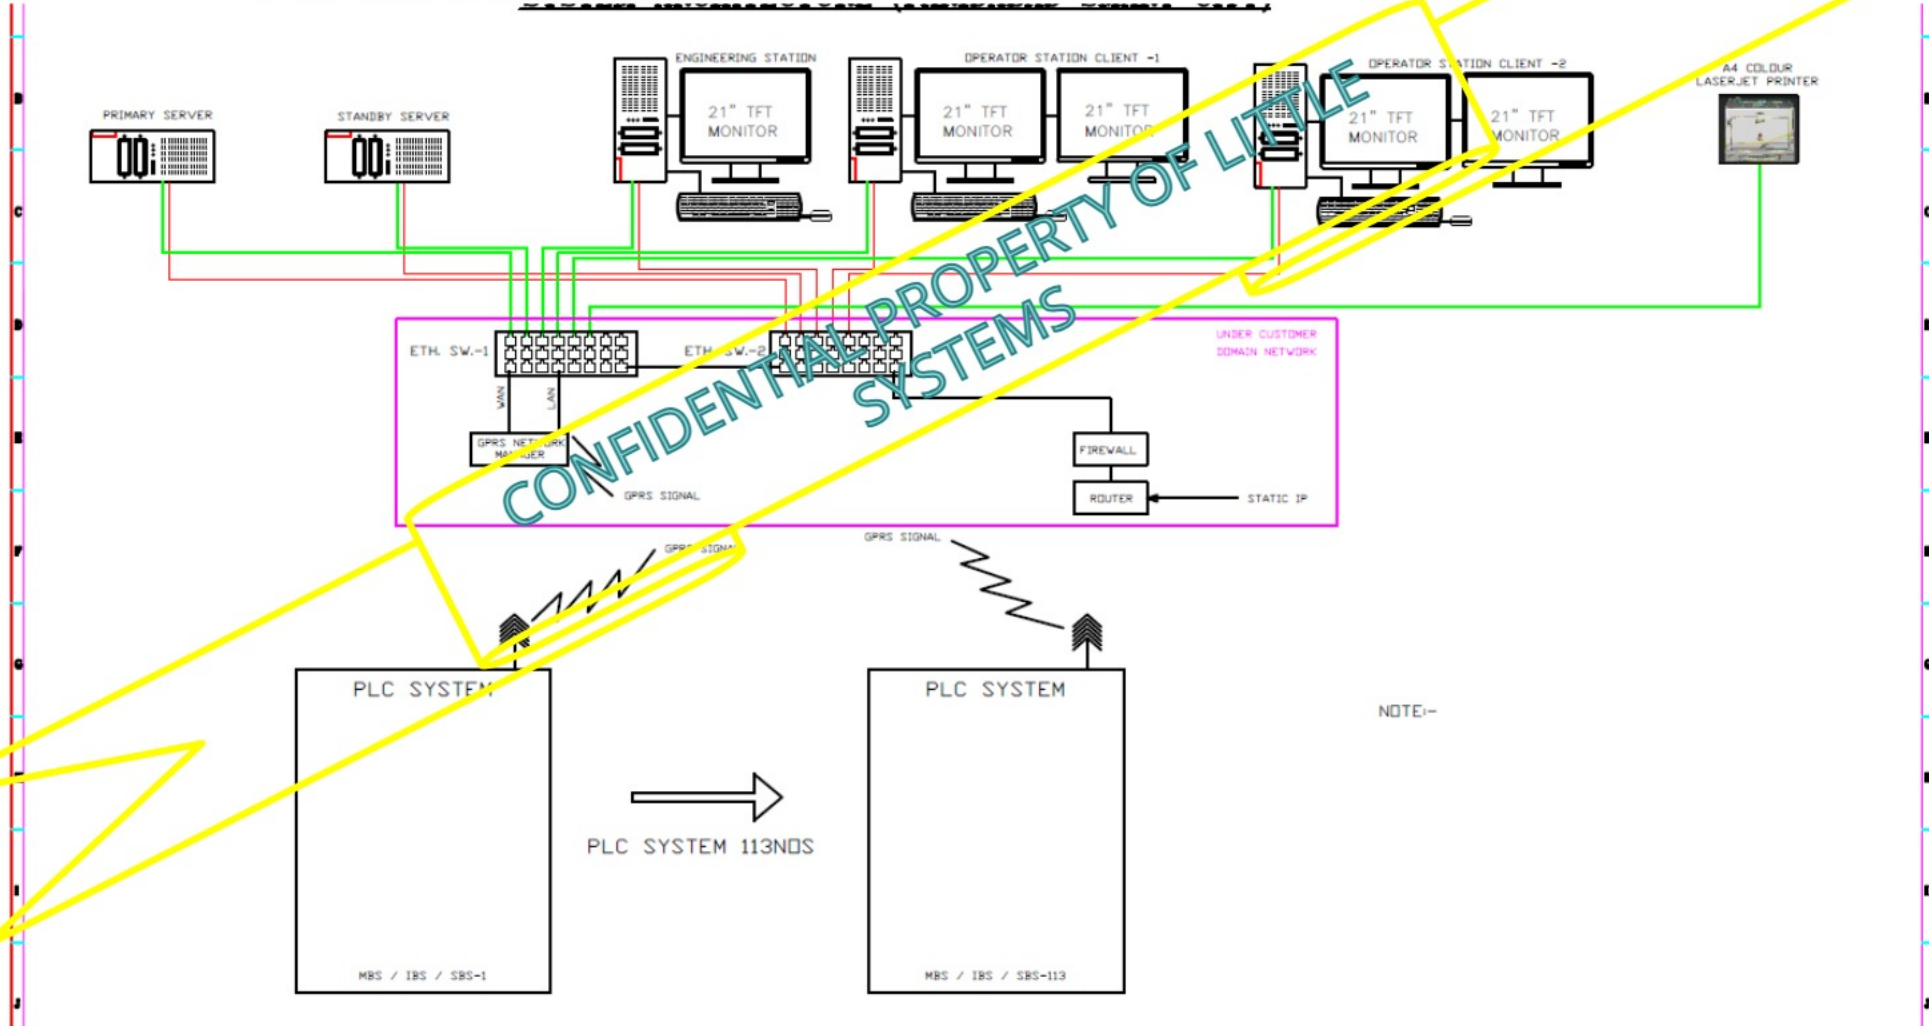 ENGINEERING STATION
OPERATOR STATION CLIENT -1
OPERATOR STATION CLIENT -2
A4 COLOUR
LASERJET PRINTER
PRIMARY SERVER
STANDBY SERVER
21" TFT
MONITOR
21" TFT
MONITOR
21" TFT
MONITOR
21" TFT
MONITOR
21" TFT
MONITOR
CONFIDENTIAL PROPERTY OF LITTLE
SYSTEMS
UNDER CUSTOMER
DOMAIN NETWORK
ETH. SW.-1
ETH. SW.-2
WAN
LAN
GPRS NETWORK
MANAGER
GPRS SIGNAL
FIREWALL
ROUTER
STATIC IP
GPRS SIGNAL
GPRS SIGNAL
PLC SYSTEM
PLC SYSTEM
NOTE:-
PLC SYSTEM 113NOS
MBS / IBS / SBS-1
MBS / IBS / SBS-113
B
C
D
E
F
G
I
J